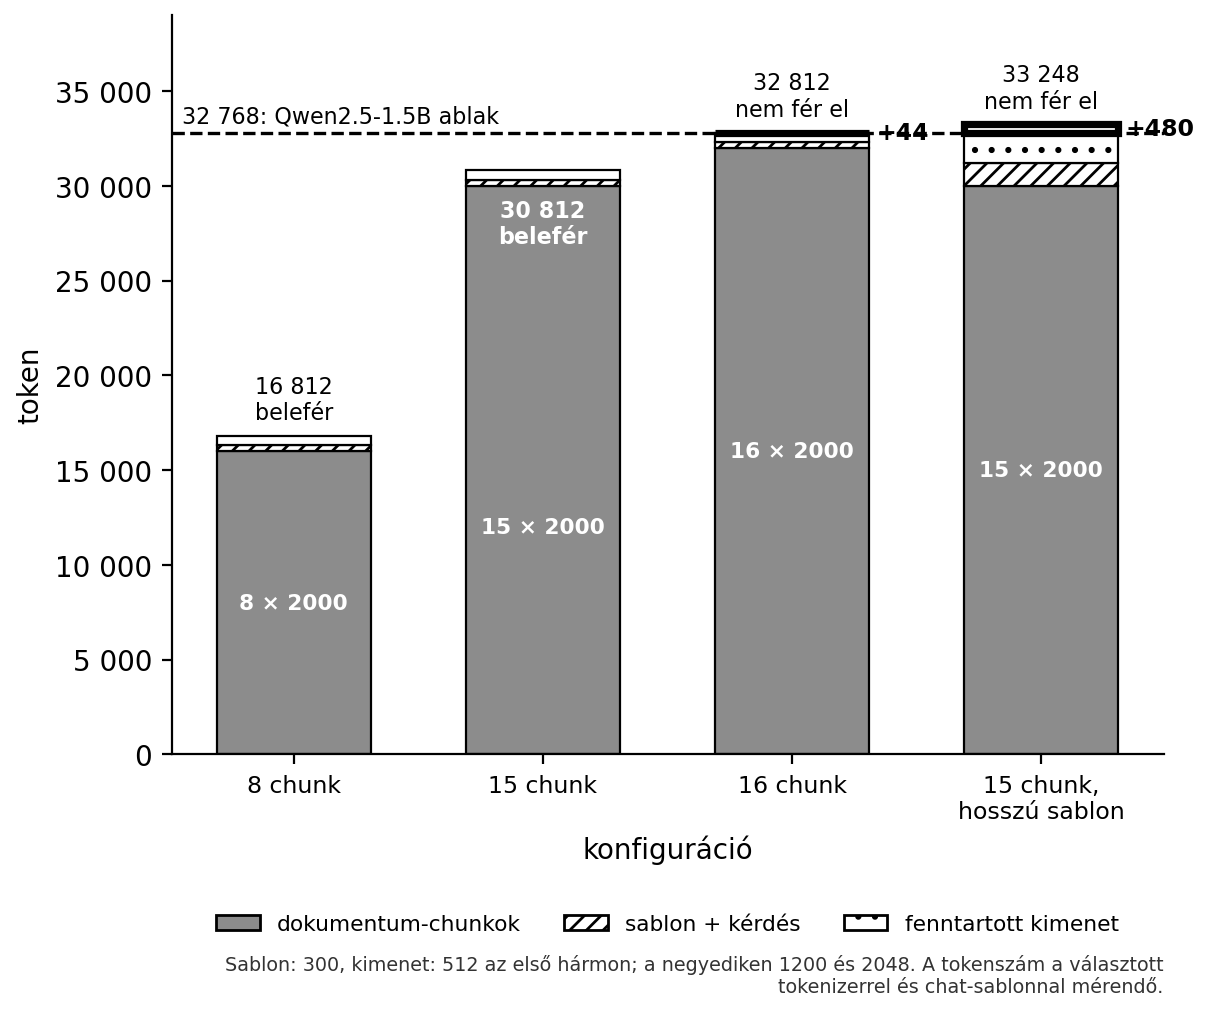 35 000
30 000
25 000
20 000
15 000
10 000
5 000
0
token
32 768: Qwen2.5-1.5B ablak
16 812
belefér
8 × 2000
30 812
belefér
15 × 2000
32 812
nem fér el
+44
16 × 2000
33 248
nem fér el
+480
15 × 2000
8 chunk
15 chunk
16 chunk
15 chunk,
hosszú sablon
konfiguráció
dokumentum-chunkok
sablon + kérdés
fenntartott kimenet
Sablon: 300, kimenet: 512 az első hármon; a negyediken 1200 és 2048. A tokenszám a választott
tokenizerrel és chat-sablonnal mérendő.